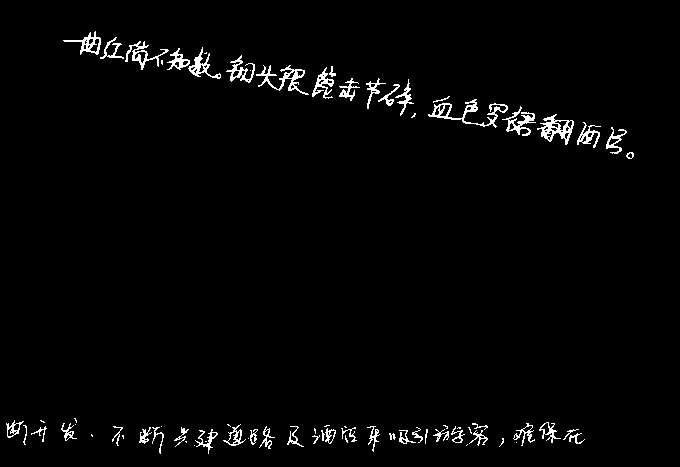 一曲红绡不知数。钿头银篦击节碎，血色罗裙翻酒污。
断开发、不断兴建道路及酒店来吸引游客，难保在